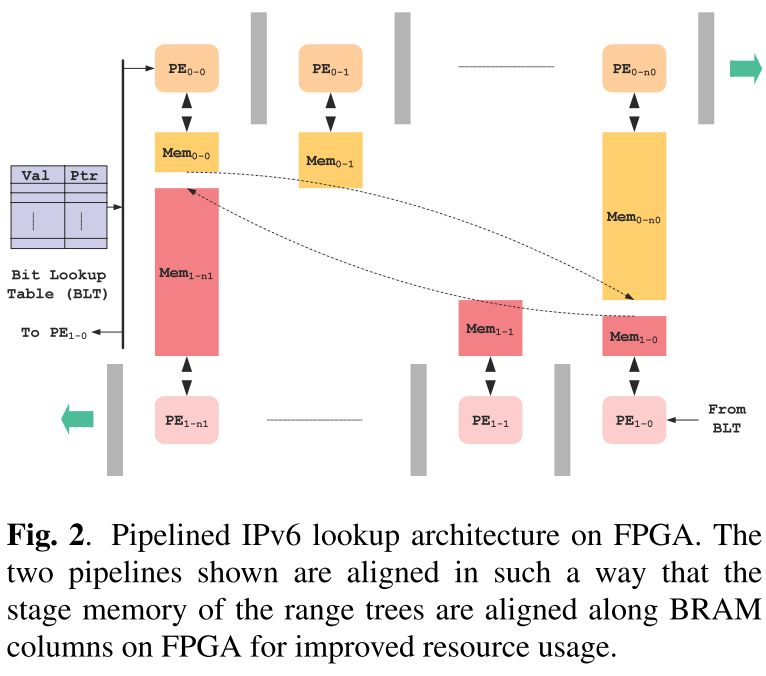 PE0-0
PE0-1
PE0-n0
Mem0-0
Mem0-1
Val Ptr
Mem0-n0
Bit Lookup
Table (BLT)
Mem1-n1
To PE1-0
Mem1-1
Mem1-0
PE1-n1
PE1-1
PE1-0
From
BLT
Fig. 2. Pipelined IPv6 lookup architecture on FPGA. The
two pipelines shown are aligned in such a way that the
stage memory of the range trees are aligned along BRAM
columns on FPGA for improved resource usage.